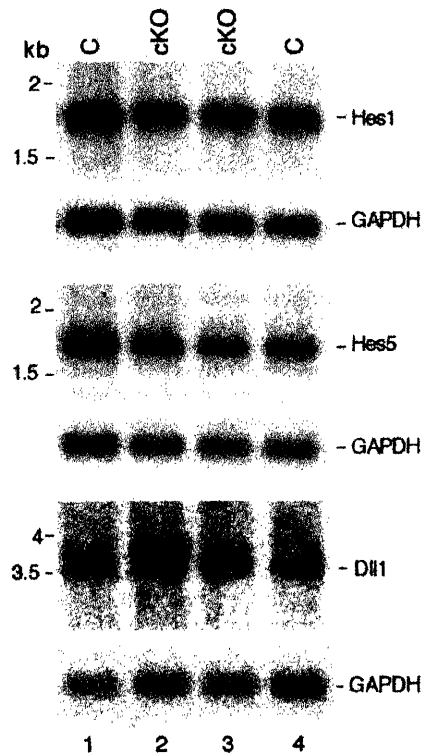 kb C cKO cKO C
2-
- Hes1
1.5 -
- GAPDH
2 -
- Hes5
1.5 -
- GAPDH
4-
3.5 -
- Dll1
- GAPDH
1 2 3 4